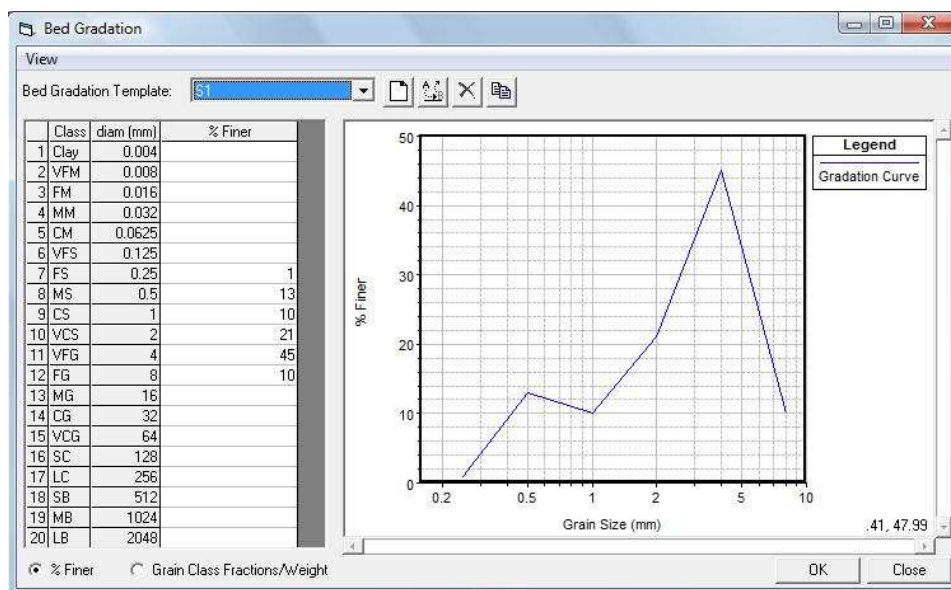 Bed Gradation
View
Bed Gradation Template: S1
Class diam (mm) % Finer
1 Clay 0.004
2 VFM 0.008
3 FM 0.016
4 MM 0.032
5 CM 0.0625
6 VFS 0.125
7 FS 0.25 1
8 MS 0.5 13
9 CS 1 10
10 VCS 2 21
11 VFG 4 45
12 FG 8 10
13 MG 16
14 CG 32
15 VCG 64
16 SC 128
17 LC 256
18 SB 512
19 MB 1024
20 LB 2048
% Finer
50
40
30
20
10
0
0.2 0.5 1 2 5 10
Grain Size (mm)
.41, 47.99
Legend
Gradation Curve
% Finer Grain Class Fractions/Weight
OK Close